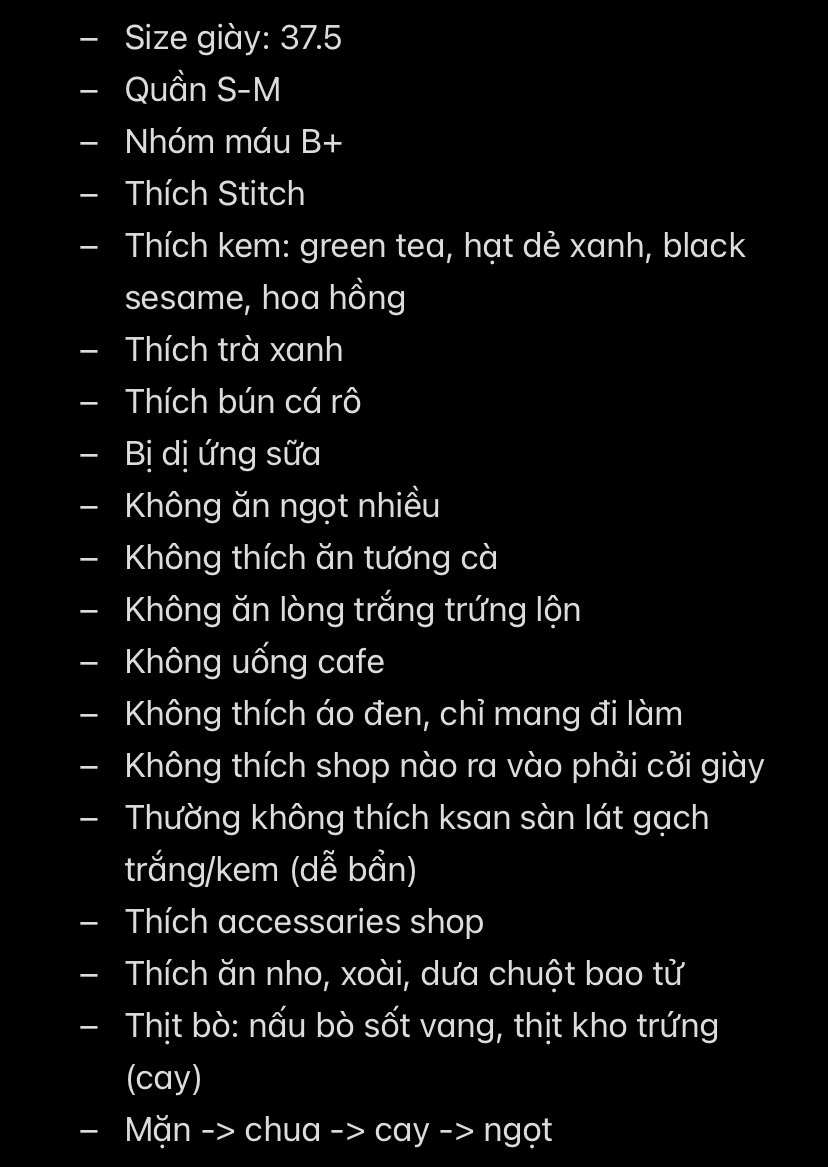 – Size giày: 37.5
– Quần S-M
– Nhóm máu B+
– Thích Stitch
– Thích kem: green tea, hạt dẻ xanh, black
sesame, hoa hồng
– Thích trà xanh
– Thích bún cá rô
– Bị dị ứng sữa
– Không ăn ngọt nhiều
– Không thích ăn tương cà
– Không ăn lòng trắng trứng lộn
– Không uống cafe
– Không thích áo đen, chỉ mang đi làm
– Không thích shop nào ra vào phải cởi giày
– Thường không thích ksan sàn lát gạch
trắng/kem (dễ bẩn)
– Thích accessaries shop
– Thích ăn nho, xoài, dưa chuột bao tử
– Thịt bò: nấu bò sốt vang, thịt kho trứng
(cay)
– Mặn -> chua -> cay -> ngọt